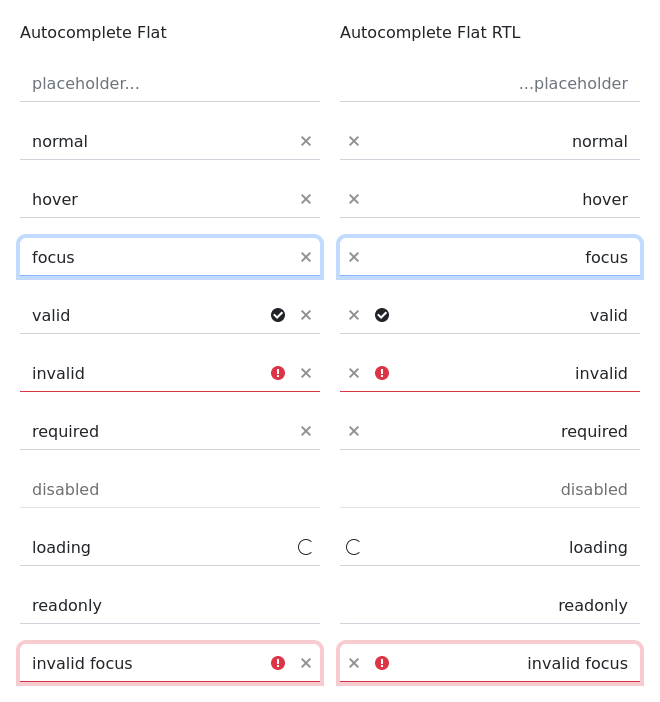 Autocomplete Flat
placeholder...
normal
hover
focus
valid
invalid
required
disabled
loading
readonly
invalid focus
Autocomplete Flat RTL
...placeholder
normal
hover
focus
valid
invalid
required
disabled
loading
readonly
invalid focus